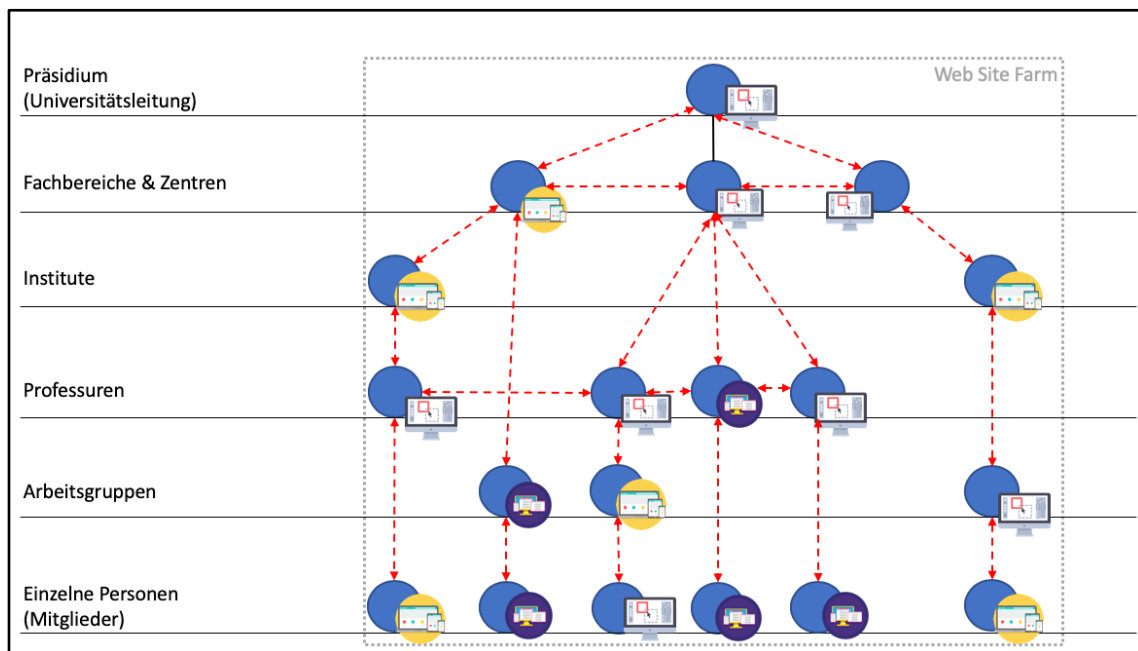 Präsidium
(Universitätsleitung)
Web Site Farm
Fachbereiche & Zentren
Institute
Professuren
Arbeitsgruppen
Einzelne Personen
(Mitglieder)